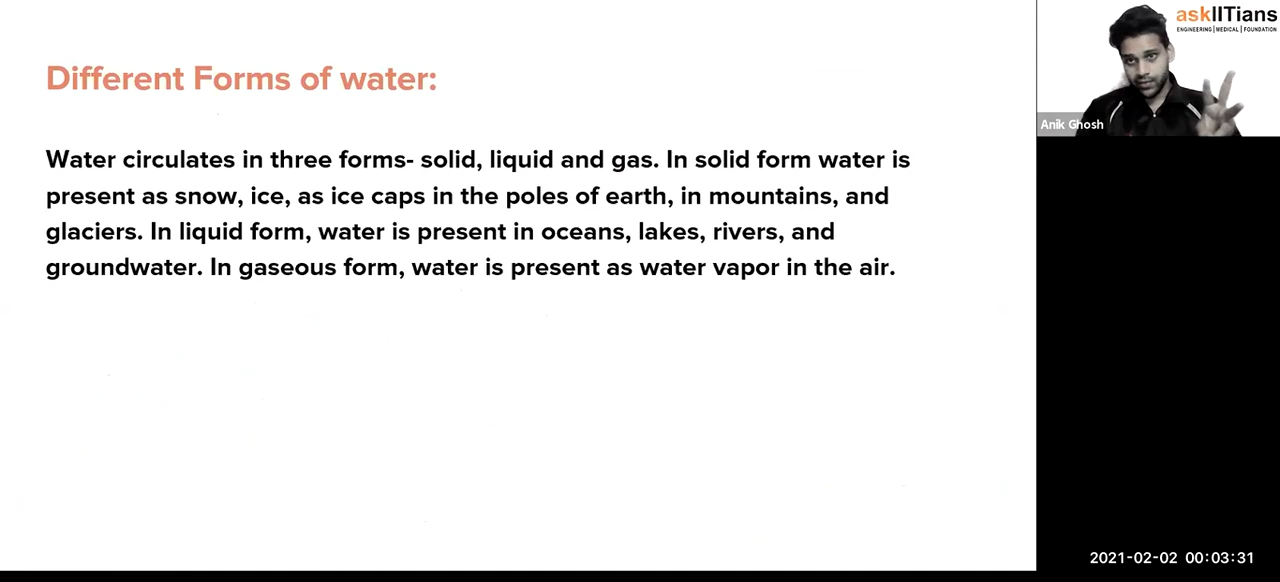 Different Forms of water:
Water circulates in three forms- solid, liquid and gas. In solid form water is
present as snow, ice, as ice caps in the poles of earth, in mountains, and
glaciers. In liquid form, water is present in oceans, lakes, rivers, and
groundwater. In gaseous form, water is present as water vapor in the air.
askIITians
ENGINEERING | MEDICAL | FOUNDATION
Anik Ghosh
2021-02-02 00:03:31